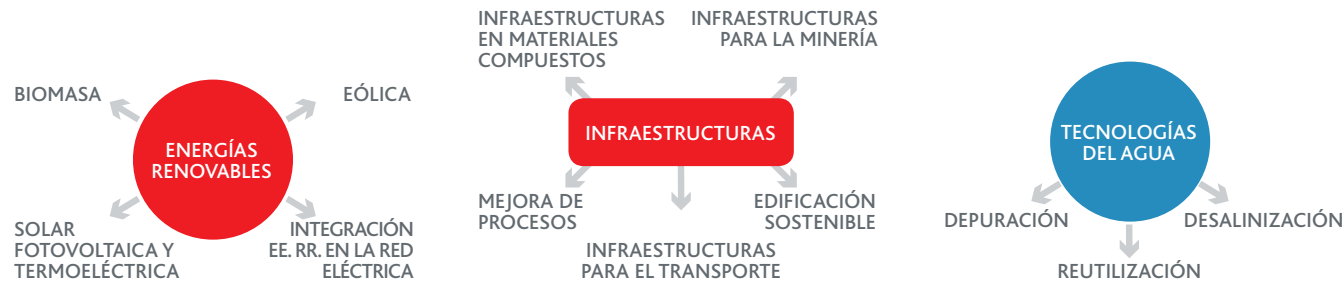 BIOMASA
EÓLICA
ENERGÍAS
RENOVABLES
SOLAR
FOTOVOLTAICA Y
TERMOELÉCTRICA
INTEGRACIÓN
EE. RR. EN LA RED
ELÉCTRICA
INFRAESTRUCTURAS
EN MATERIALES
COMPUESTOS
INFRAESTRUCTURAS
PARA LA MINERÍA
INFRAESTRUCTURAS
MEJORA DE
PROCESOS
EDIFICACIÓN
SOSTENIBLE
INFRAESTRUCTURAS
PARA EL TRANSPORTE
TECNOLOGÍAS
DEL AGUA
DEPURACIÓN
DESALINIZACIÓN
REUTILIZACIÓN